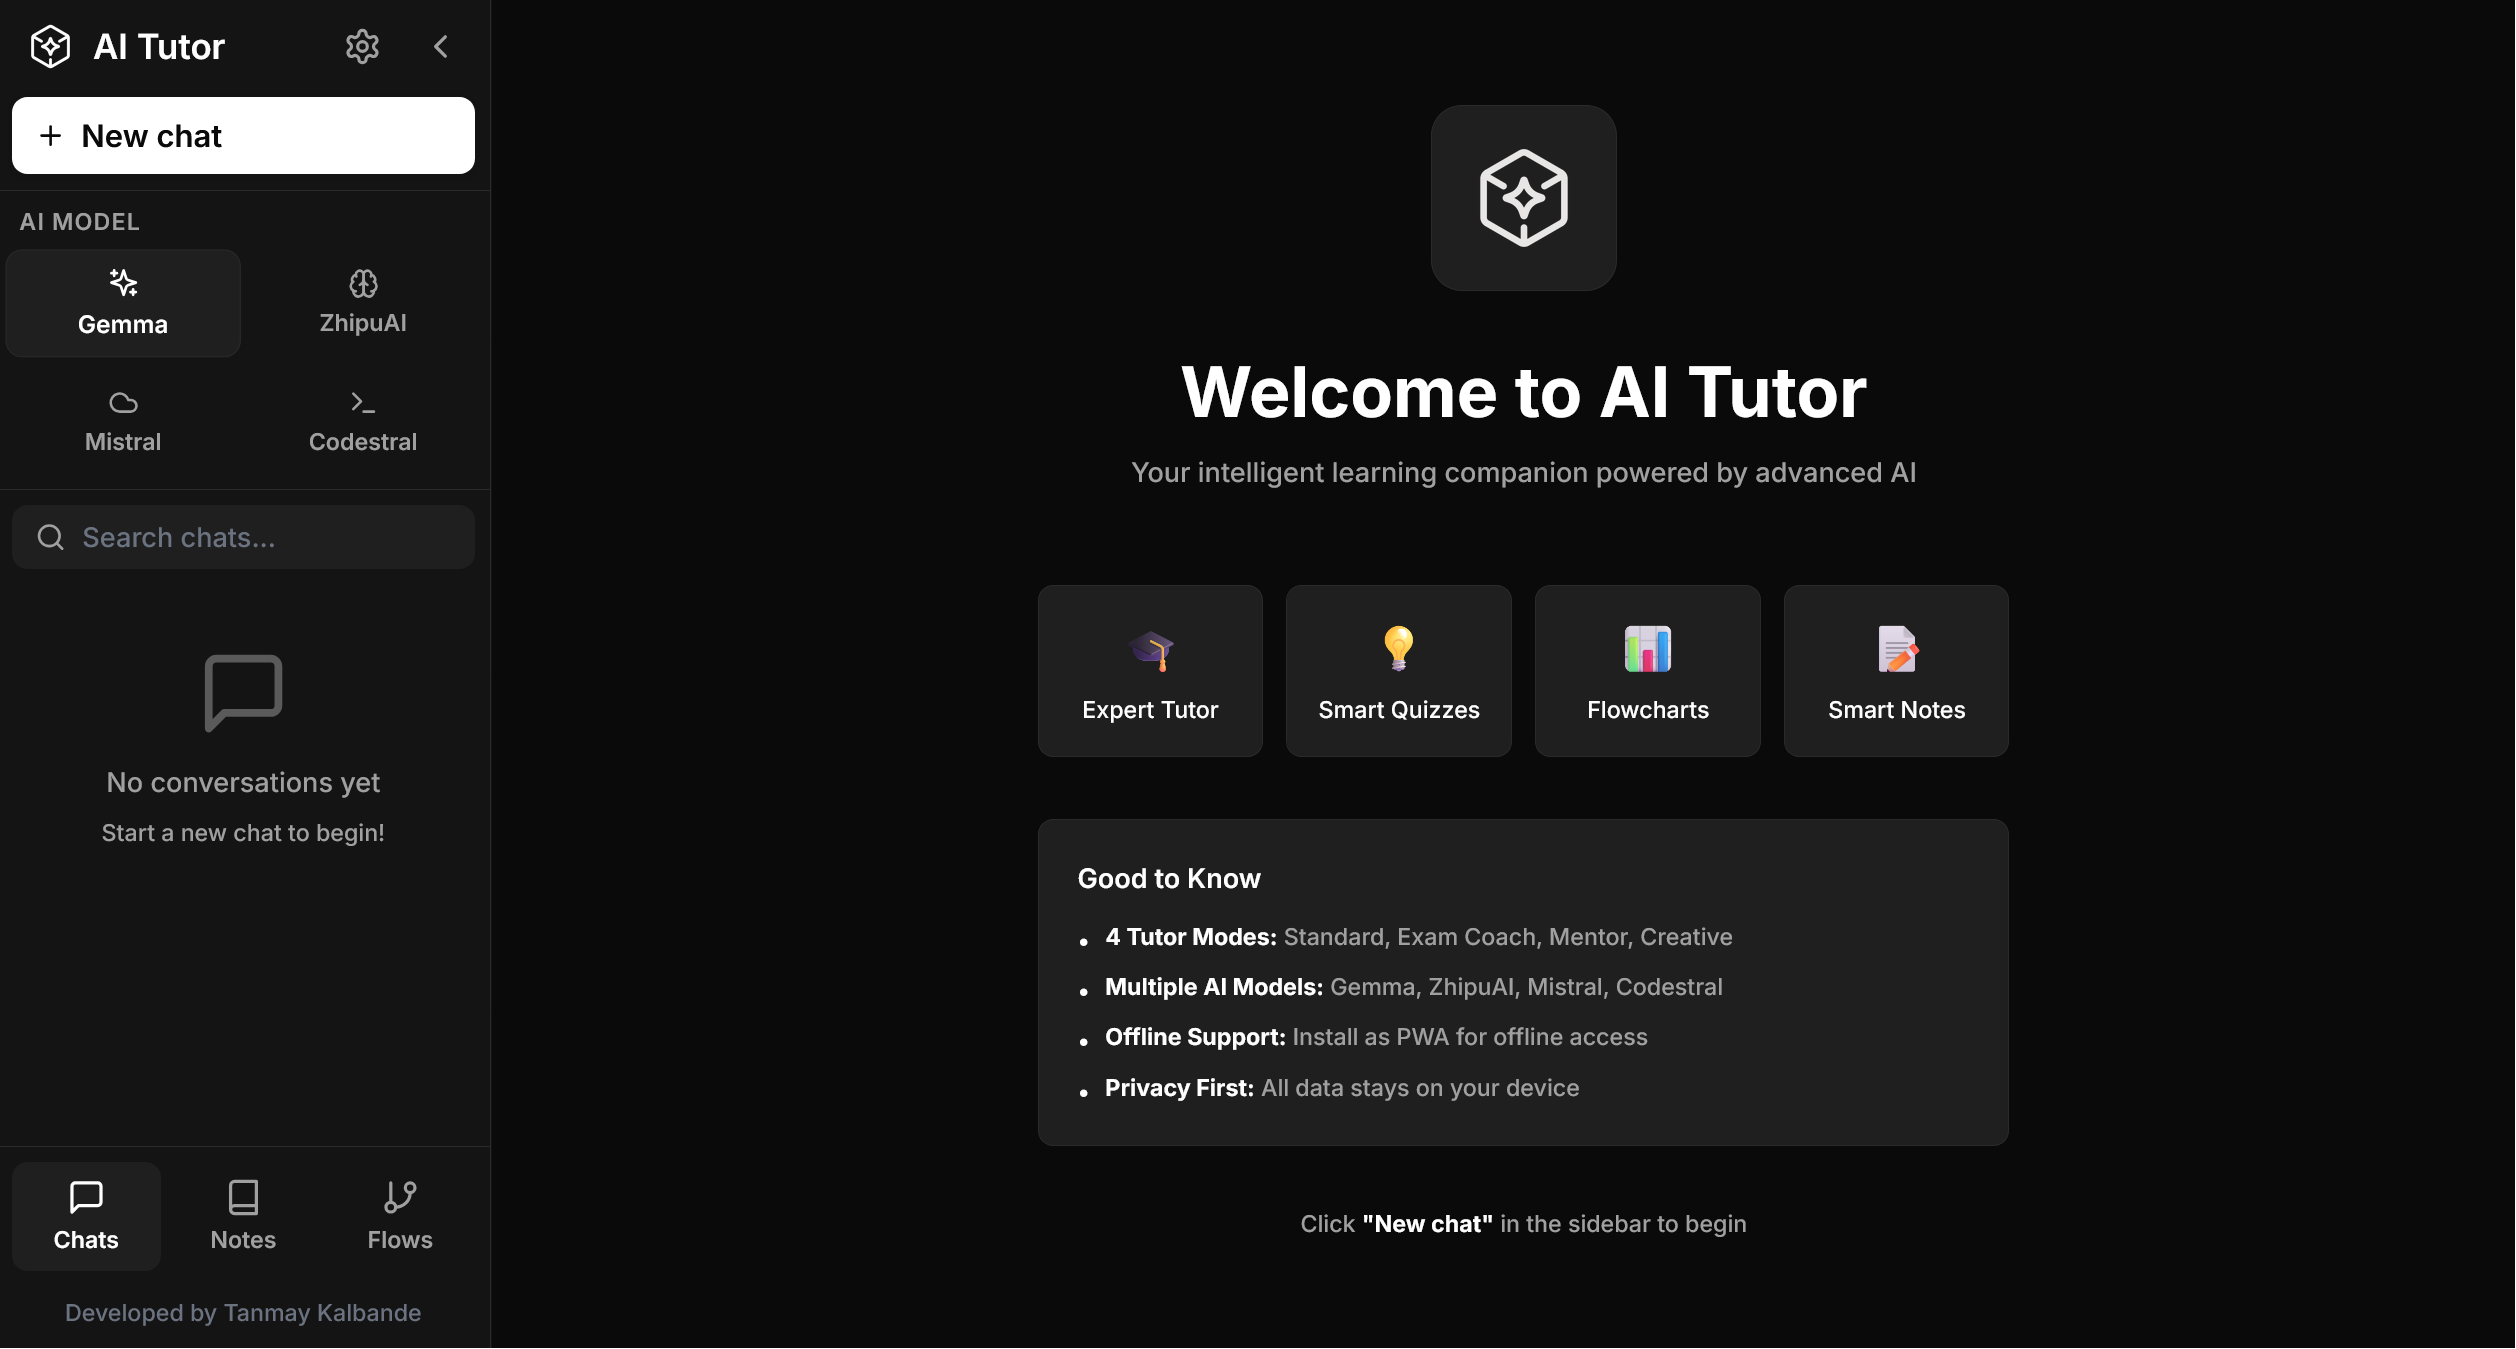 AI Tutor
New chat
AI MODEL
Gemma
ZhipuAI
Mistral
Codestral
Search chats...
No conversations yet
Start a new chat to begin!
Chats
Notes
Flows
Developed by Tanmay Kalbande
Welcome to AI Tutor
Your intelligent learning companion powered by advanced AI
Expert Tutor
Smart Quizzes
Flowcharts
Smart Notes
Good to Know
• 4 Tutor Modes: Standard, Exam Coach, Mentor, Creative
• Multiple AI Models: Gemma, ZhipuAI, Mistral, Codestral
• Offline Support: Install as PWA for offline access
• Privacy First: All data stays on your device
Click "New chat" in the sidebar to begin